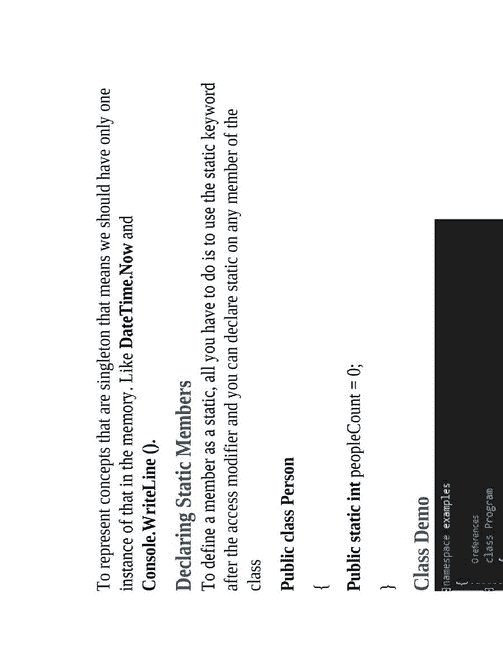 To represent concepts that are singleton that means we should have only one
instance of that in the memory. Like DateTime.Now and
Console.WriteLine ().
Declaring Static Members
To define a member as a static, all you have to do is to use the static keyword
after the access modifier and you can declare static on any member of the
class
Public class Person
{
Public static int peopleCount = 0;
}
Class Demo
namespace examples
{
0 references
class Program
{